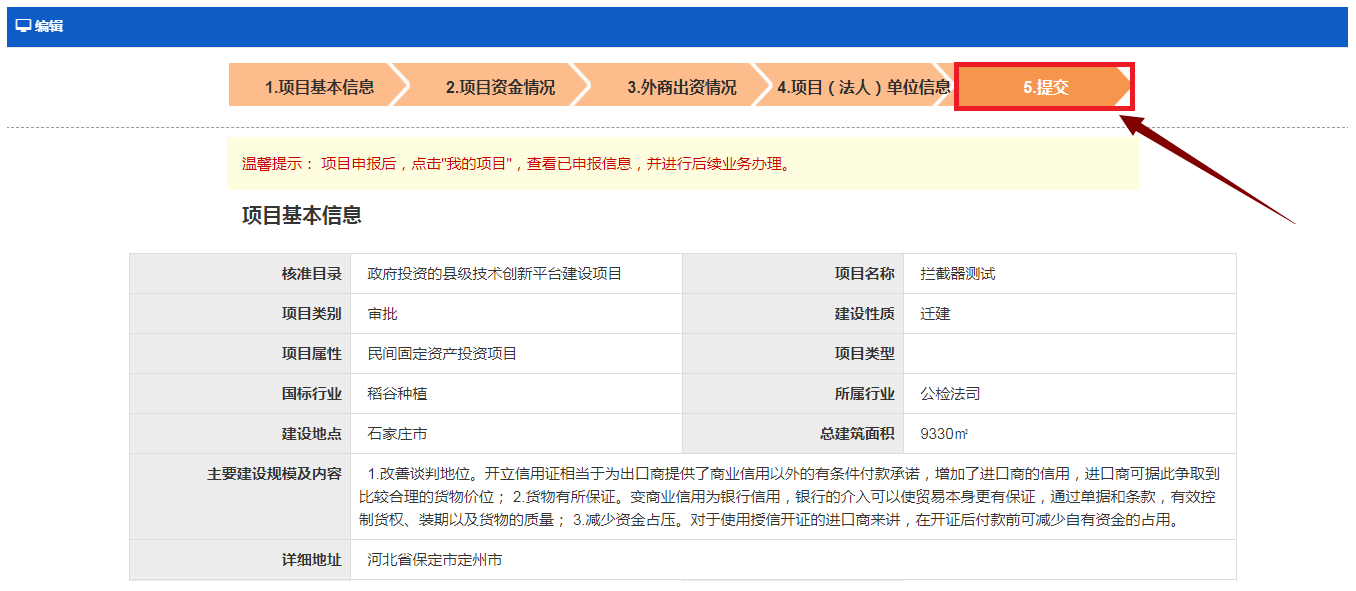 编辑
1.项目基本信息 2.项目资金情况 3.外商出资情况 4.项目（法人）单位信息 5.提交
温馨提示： 项目申报后，点击"我的项目"，查看已申报信息，并进行后续业务办理。
项目基本信息
核准目录 政府投资的县级技术创新平台建设项目 项目名称 拦截器测试
项目类别 审批 建设性质 迁建
项目属性 民间固定资产投资项目 项目类型
国标行业 稻谷种植 所属行业 公检法司
建设地点 石家庄市 总建筑面积 9330㎡
主要建设规模及内容 1.改善谈判地位。开立信用证相当于为出口商提供了商业信用以外的有条件付款承诺，增加了进口商的信用，进口商可据此争取到
比较合理的货物价位； 2.货物有所保证。变商业信用为银行信用，银行的介入可以使贸易本身更有保证，通过单据和条款，有效控
制货权、装期以及货物的质量； 3.减少资金占压。对于使用授信开证的进口商来讲，在开证后付款前可减少自有资金的占用。
详细地址 河北省保定市定州市